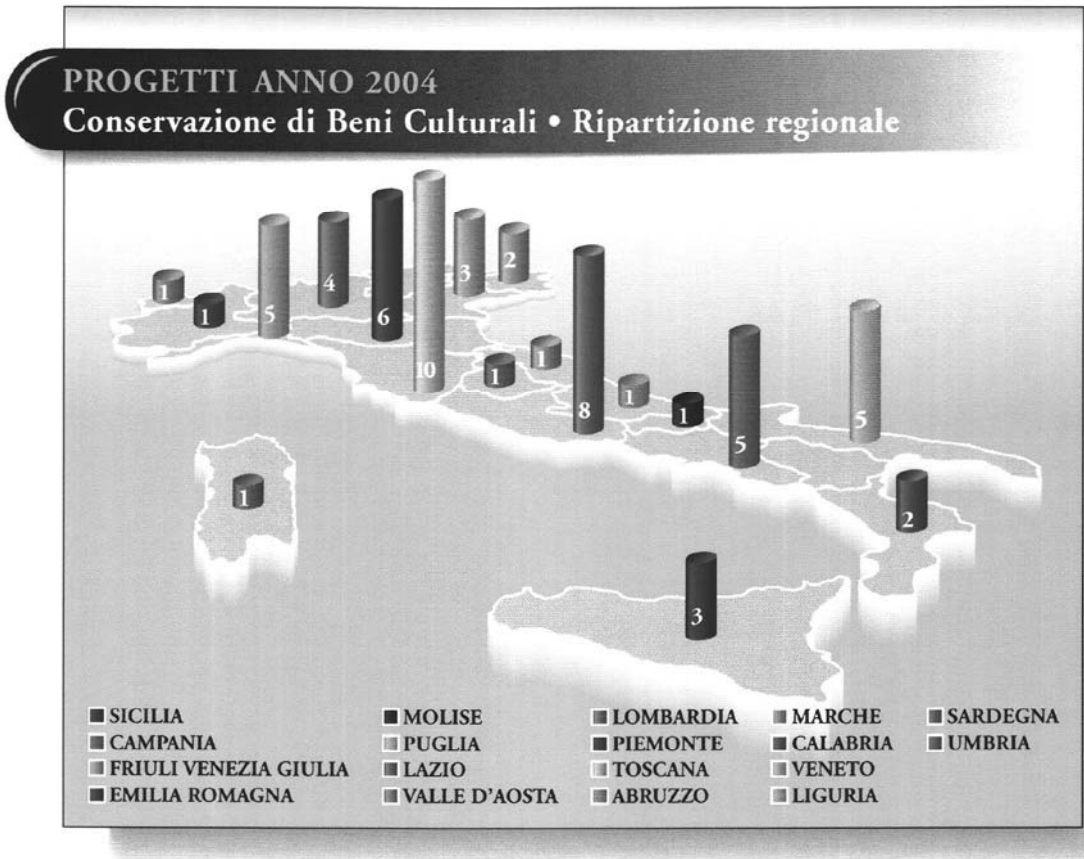 PROGETTI ANNO 2004
Conservazione di Beni Culturali • Ripartizione regionale
1
1
5
4
6
10
3
2
1
1
8
1
1
5
5
2
1
3
SICILIA
CAMPANIA
FRIULI VENEZIA GIULIA
EMILIA ROMAGNA
MOLISE
PUGLIA
LAZIO
VALLE D'AOSTA
LOMBARDIA
PIEMONTE
TOSCANA
ABRUZZO
MARCHE
CALABRIA
VENETO
LIGURIA
SARDEGNA
UMBRIA